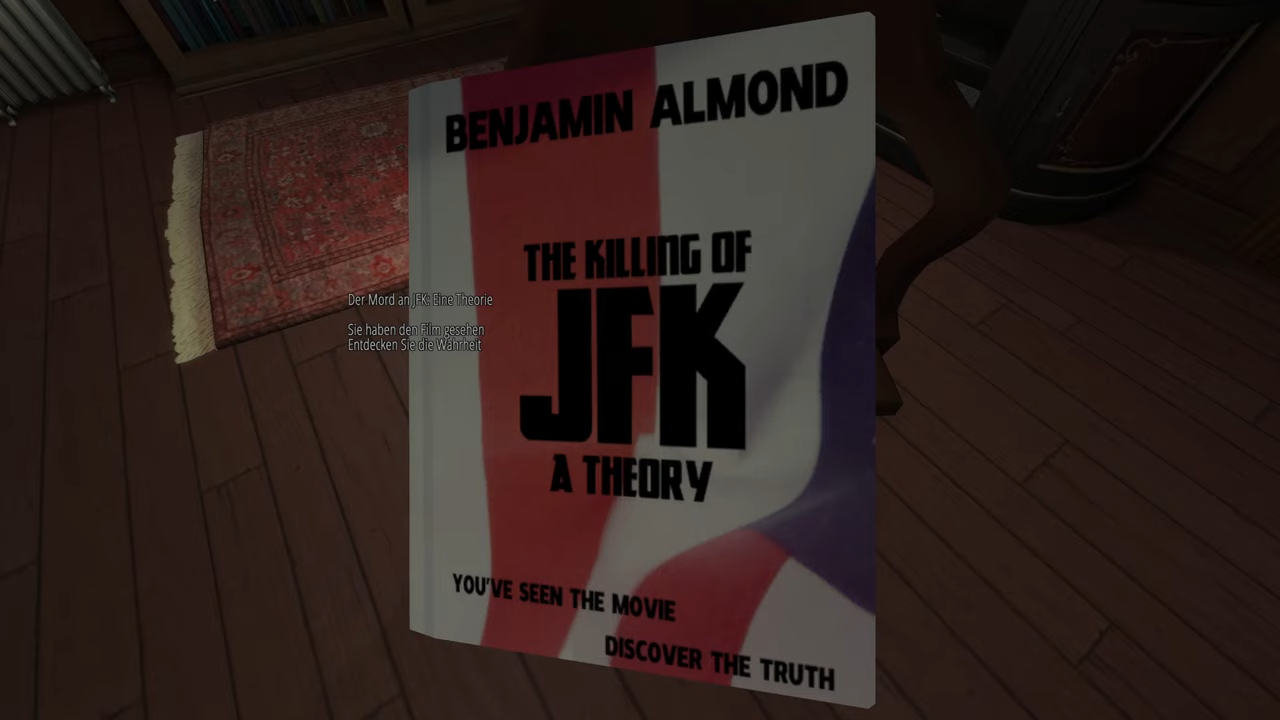 BENJAMIN ALMOND
THE KILLING OF
JFK
A THEORY
Der Mord an JFK: Eine Theorie
Sie haben den Film gesehen
Entdecken Sie die Wahrheit
YOU'VE SEEN THE MOVIE
DISCOVER THE TRUTH